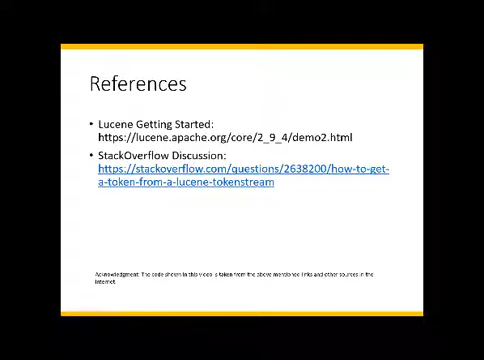 References
• Lucene Getting Started:
https://lucene.apache.org/core/2_9_4/demo2.html
• StackOverflow Discussion:
https://stackoverflow.com/questions/2638200/how-to-get-
a-token-from-a-lucene-tokenstream
Acknowledgment: The code shown in this video is taken from the above mentioned links and other sources in the
internet.